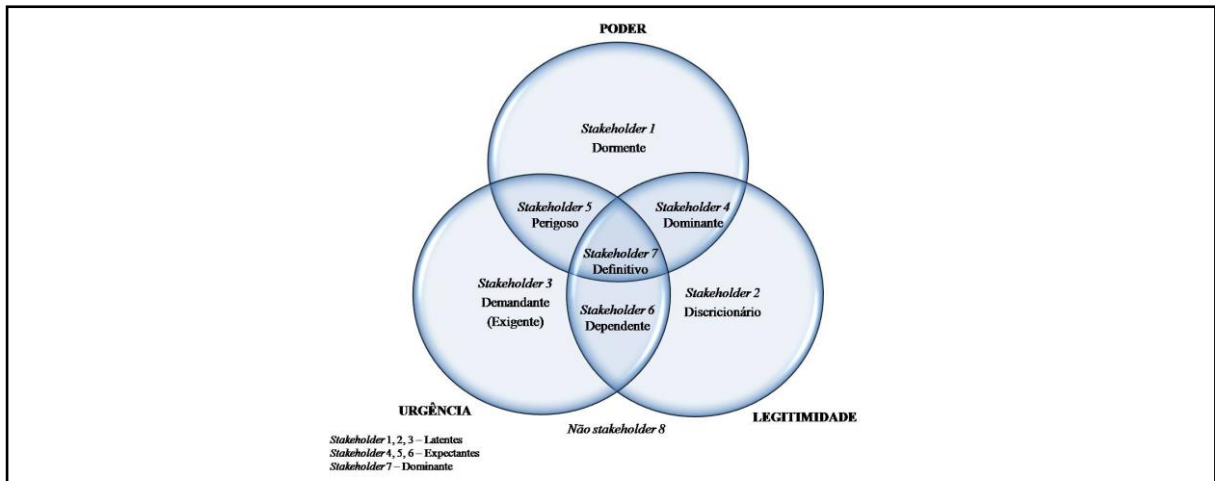 PODER
Stakeholder 1
Dormente
Stakeholder 5
Perigoso
Stakeholder 4
Dominante
Stakeholder 7
Definitivo
Stakeholder 3
Demandante
(Exigente)
Stakeholder 2
Discricionário
Stakeholder 6
Dependente
URGÊNCIA
LEGITIMIDADE
Não stakeholder 8
Stakeholder 1, 2, 3 – Latentes
Stakeholder 4, 5, 6 – Expectantes
Stakeholder 7 – Dominante